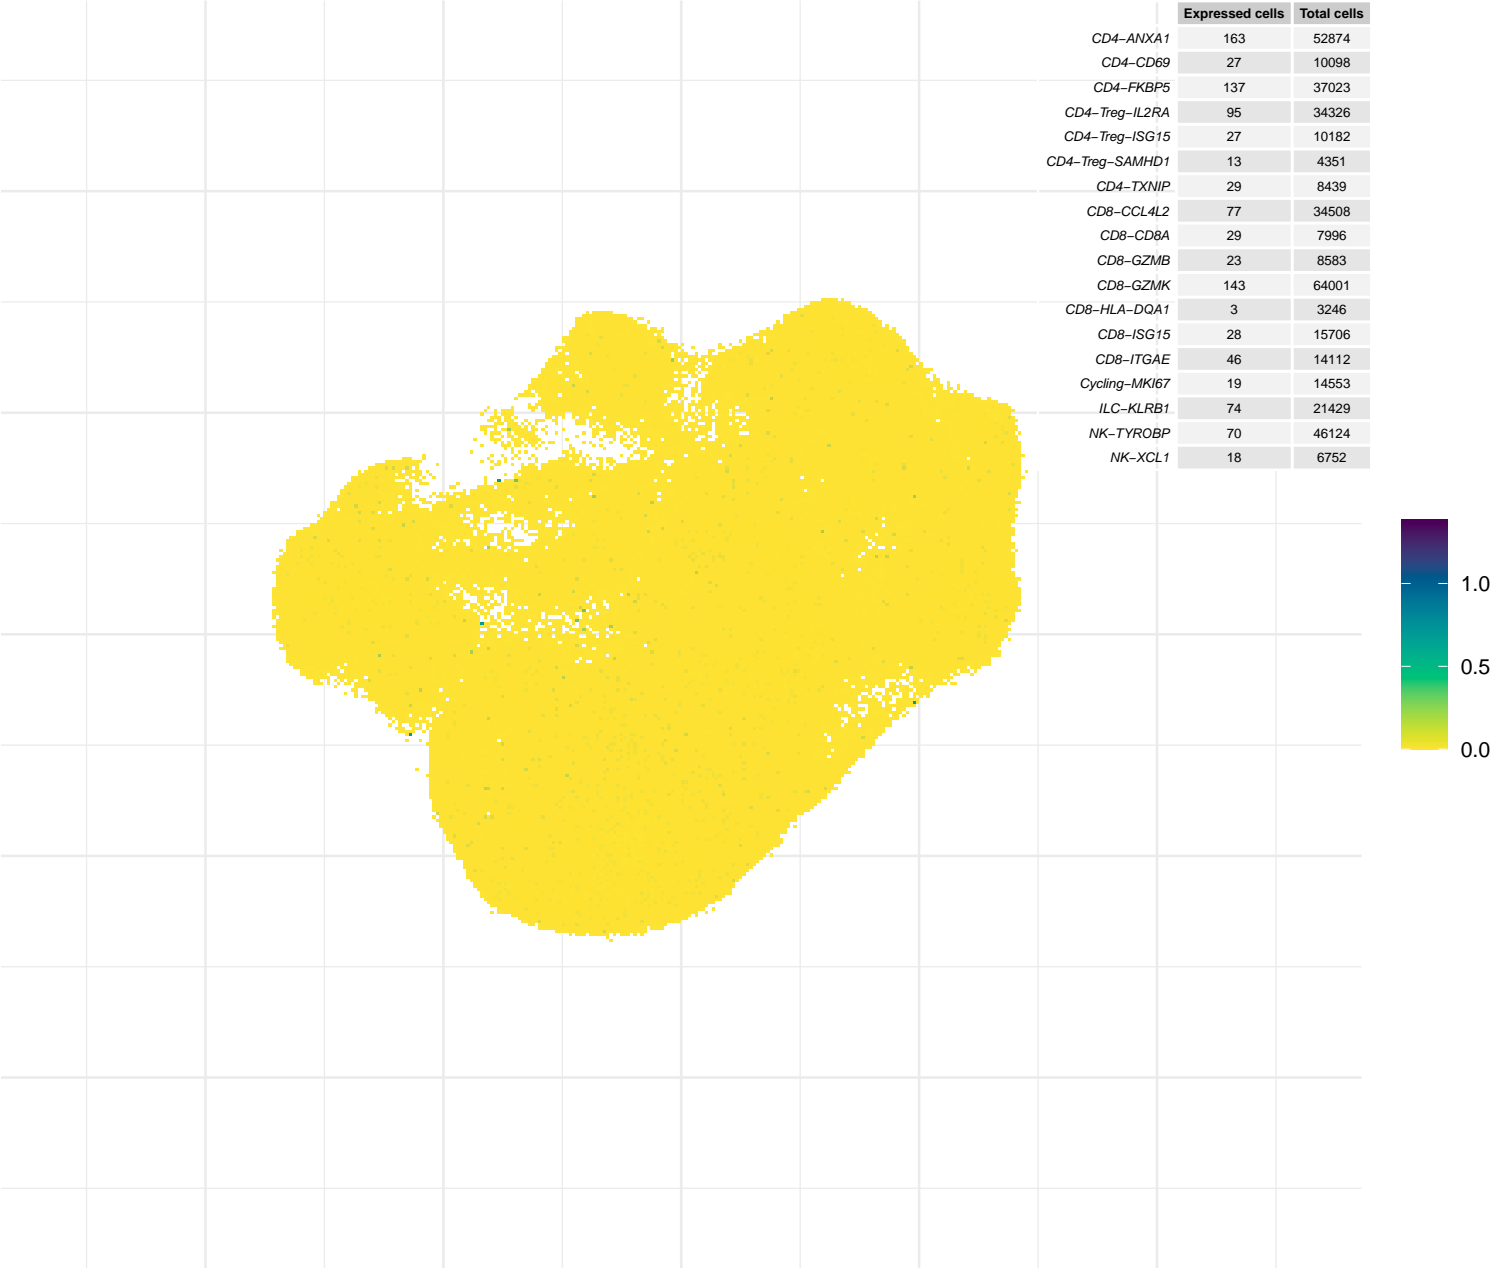 Expressed cells Total cells
CD4−ANXA1 163 52874
CD4−CD69 27 10098
CD4−FKBP5 137 37023
CD4−Treg−IL2RA 95 34326
CD4−Treg−ISG15 27 10182
CD4−Treg−SAMHD1 13 4351
CD4−TXNIP 29 8439
CD8−CCL4L2 77 34508
CD8−CD8A 29 7996
CD8−GZMB 23 8583
CD8−GZMK 143 64001
CD8−HLA−DQA1 3 3246
CD8−ISG15 28 15706
CD8−ITGAE 46 14112
Cycling−MKI67 19 14553
ILC−KLRB1 74 21429
NK−TYROBP 70 46124
NK−XCL1 18 6752
1.0
0.5
0.0